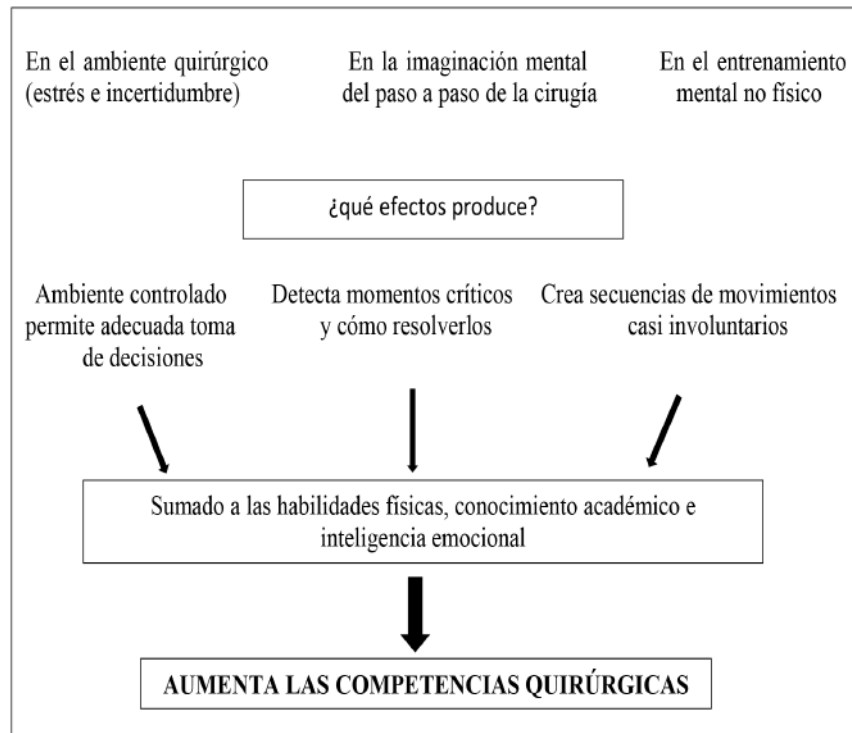 En el ambiente quirúrgico
(estrés e incertidumbre)
En la imaginación mental
del paso a paso de la cirugía
En el entrenamiento
mental no físico
¿qué efectos produce?
Ambiente controlado
permite adecuada toma
de decisiones
Detecta momentos críticos
y cómo resolverlos
Crea secuencias de movimientos
casi involuntarios
Sumado a las habilidades físicas, conocimiento académico e
inteligencia emocional
AUMENTA LAS COMPETENCIAS QUIRÚRGICAS